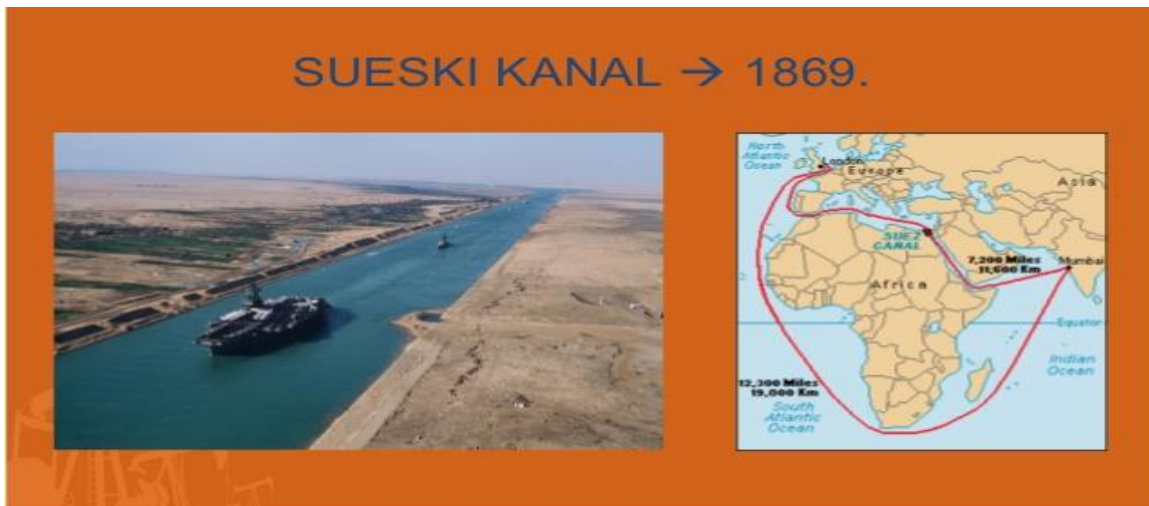 SUESKI KANAL → 1869.
North
Atlantic
Ocean
London
Europe
Asia
SUEZ
CANAL
7,200 Miles
11,600 Km
Mumbai
Africa
Equator
Indian
Ocean
12,300 Miles
19,800 Km
South
Atlantic
Ocean